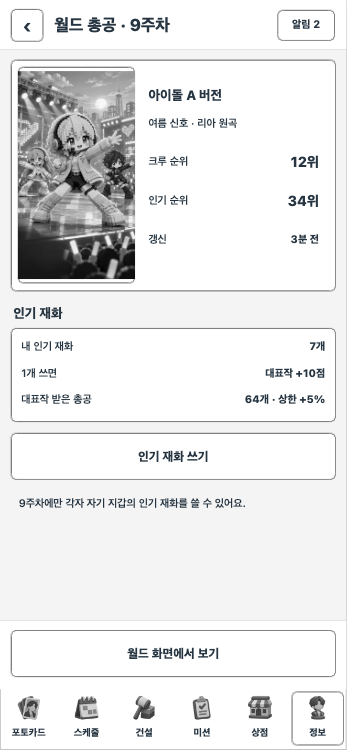 ‹ 월드 총공 · 9주차 알림 2
아이돌 A 버전
여름 신호 · 리아 원곡
크루 순위 12위
인기 순위 34위
갱신 3분 전
인기 재화
내 인기 재화 7개
1개 쓰면 대표작 +10점
대표작 받은 총공 64개 · 상한 +5%
인기 재화 쓰기
9주차에만 각자 자기 지갑의 인기 재화를 쓸 수 있어요.
월드 화면에서 보기
포토카드 스케줄 건설 미션 상점 정보